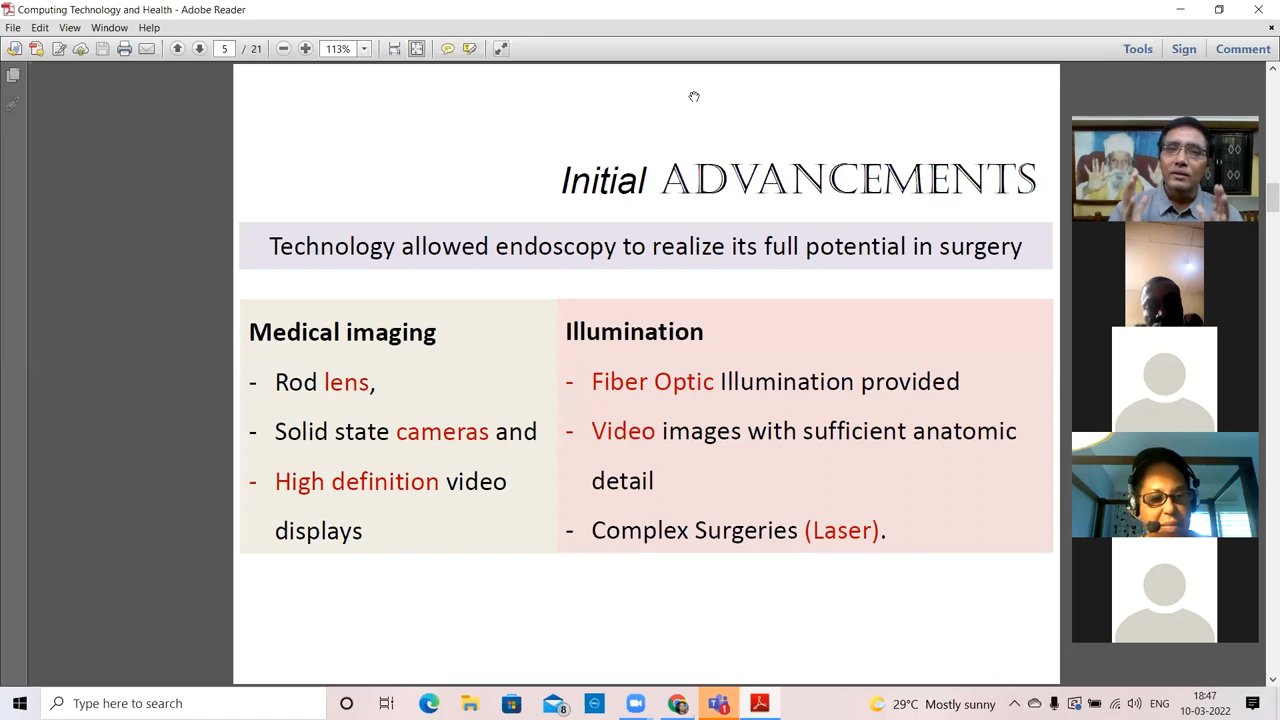 Computing Technology and Health - Adobe Reader
File Edit View Window Help
5 / 21 113% Tools Sign Comment
Initial ADVANCEMENTS
Technology allowed endoscopy to realize its full potential in surgery
Medical imaging
- Rod lens,
- Solid state cameras and
- High definition video
displays
Illumination
- Fiber Optic Illumination provided
- Video images with sufficient anatomic
detail
- Complex Surgeries (Laser).
Type here to search
8
1
29°C Mostly sunny
ENG
18:47
10-03-2022